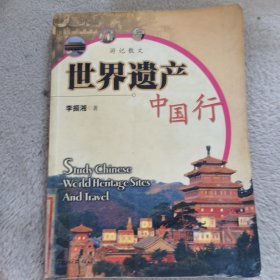 游记散文
世界遗产
中国行
李振湘 著
Study Chinese
World Heritage Sites
And Travel